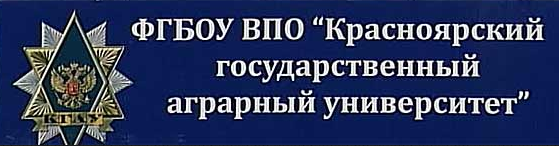 ФГБОУ ВПО “Красноярский
государственный
аграрный университет”